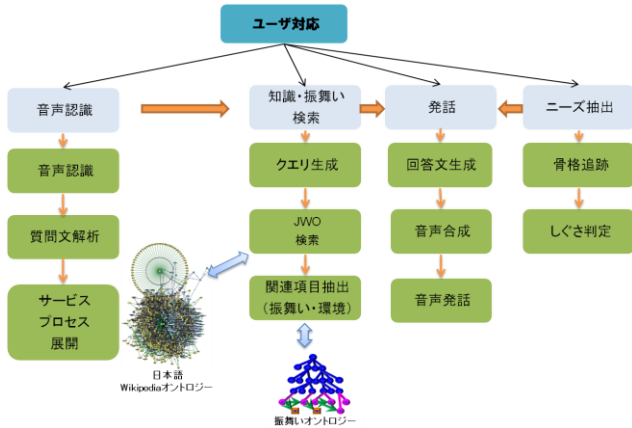 ユーザ対応
音声認識
知識・振舞い
検索
発話
ニーズ抽出
音声認識
クエリ生成
回答文生成
骨格追跡
質問文解析
JWO
検索
音声合成
しぐさ判定
サービス
プロセス
展開
関連項目抽出
(振舞い・環境)
音声発話
日本語
Wikipediaオントロジー
振舞いオントロジー